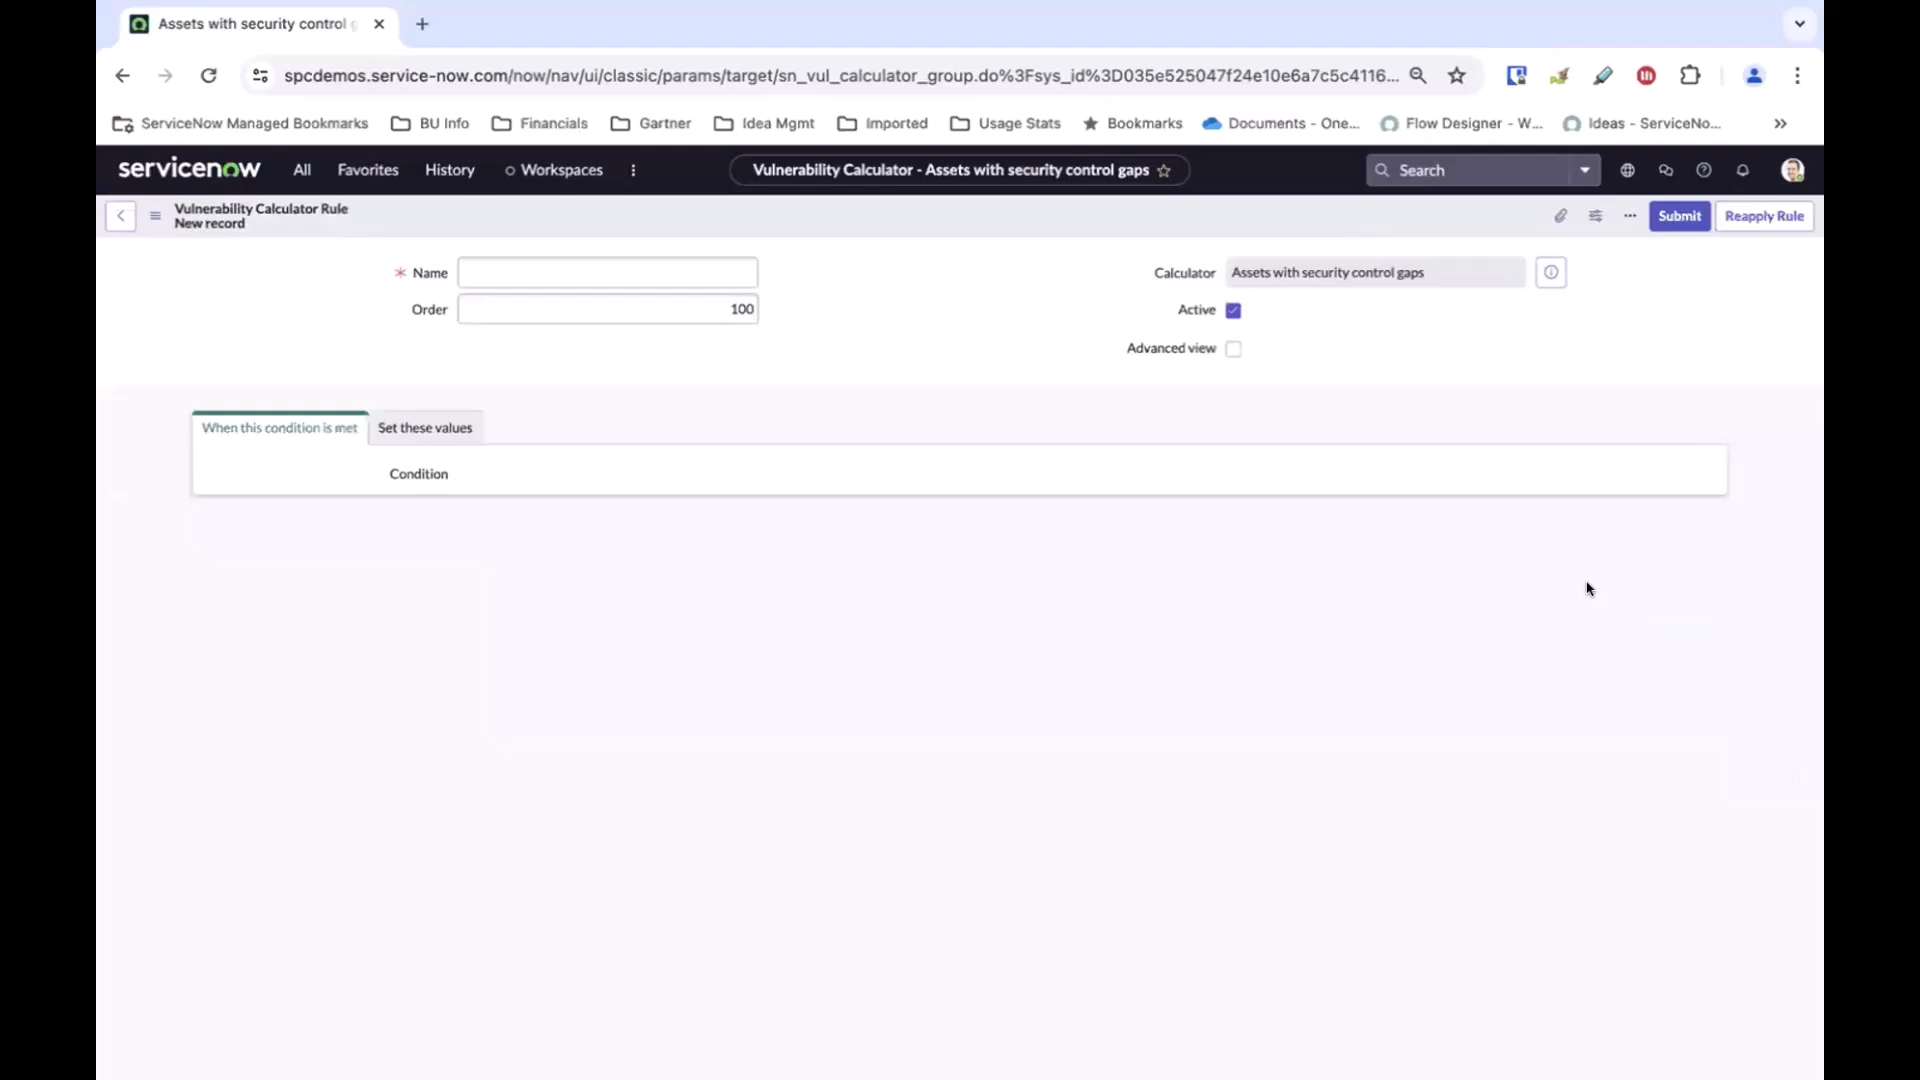 Assets with security control g
spcdemos.service-now.com/now/nav/ui/classic/params/target/sn_vul_calculator_group.do%3Fsys_id%3D035e525047f24e10e6a7c5c4116...
ServiceNow Managed Bookmarks BU Info Financials Gartner Idea Mgmt Imported Usage Stats Bookmarks Documents - One... Flow Designer - W... Ideas - ServiceNo...
servicenow All Favorites History Workspaces Vulnerability Calculator - Assets with security control gaps Search
Vulnerability Calculator Rule
New record
Submit Reapply Rule
* Name Calculator Assets with security control gaps
Order 100 Active
Advanced view
When this condition is met Set these values
Condition